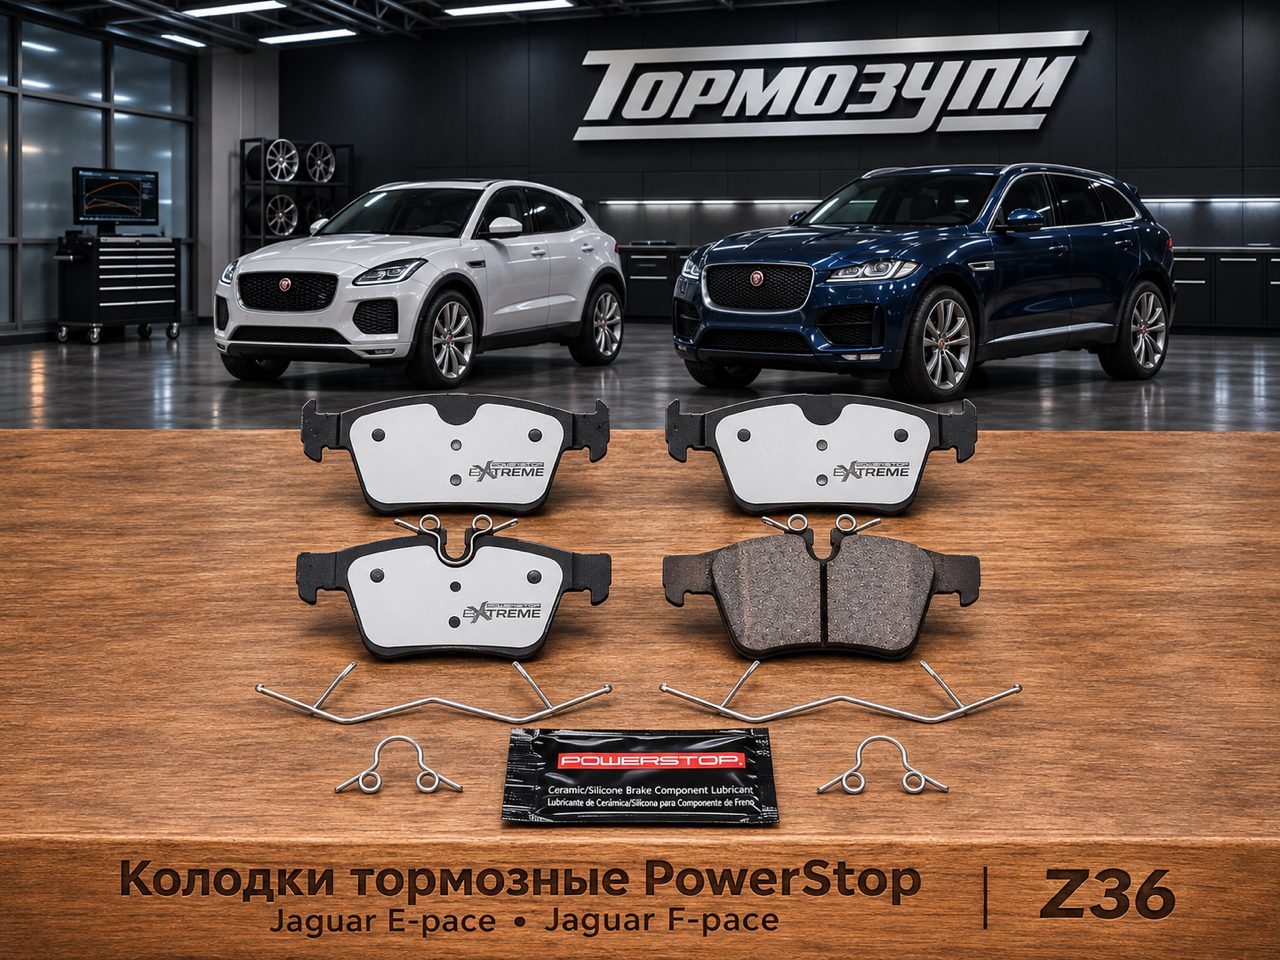 ТОРМОЗУПИ
POWERSTOP
EXTREME
POWERSTOP
EXTREME
POWERSTOP
EXTREME
POWERSTOP
Ceramic/Silicone Brake Component Lubricant
Lubricante de Cerámica/Silicona para Componente de Freno
Колодки тормозные PowerStop
Jaguar E-pace • Jaguar F-pace
Z36